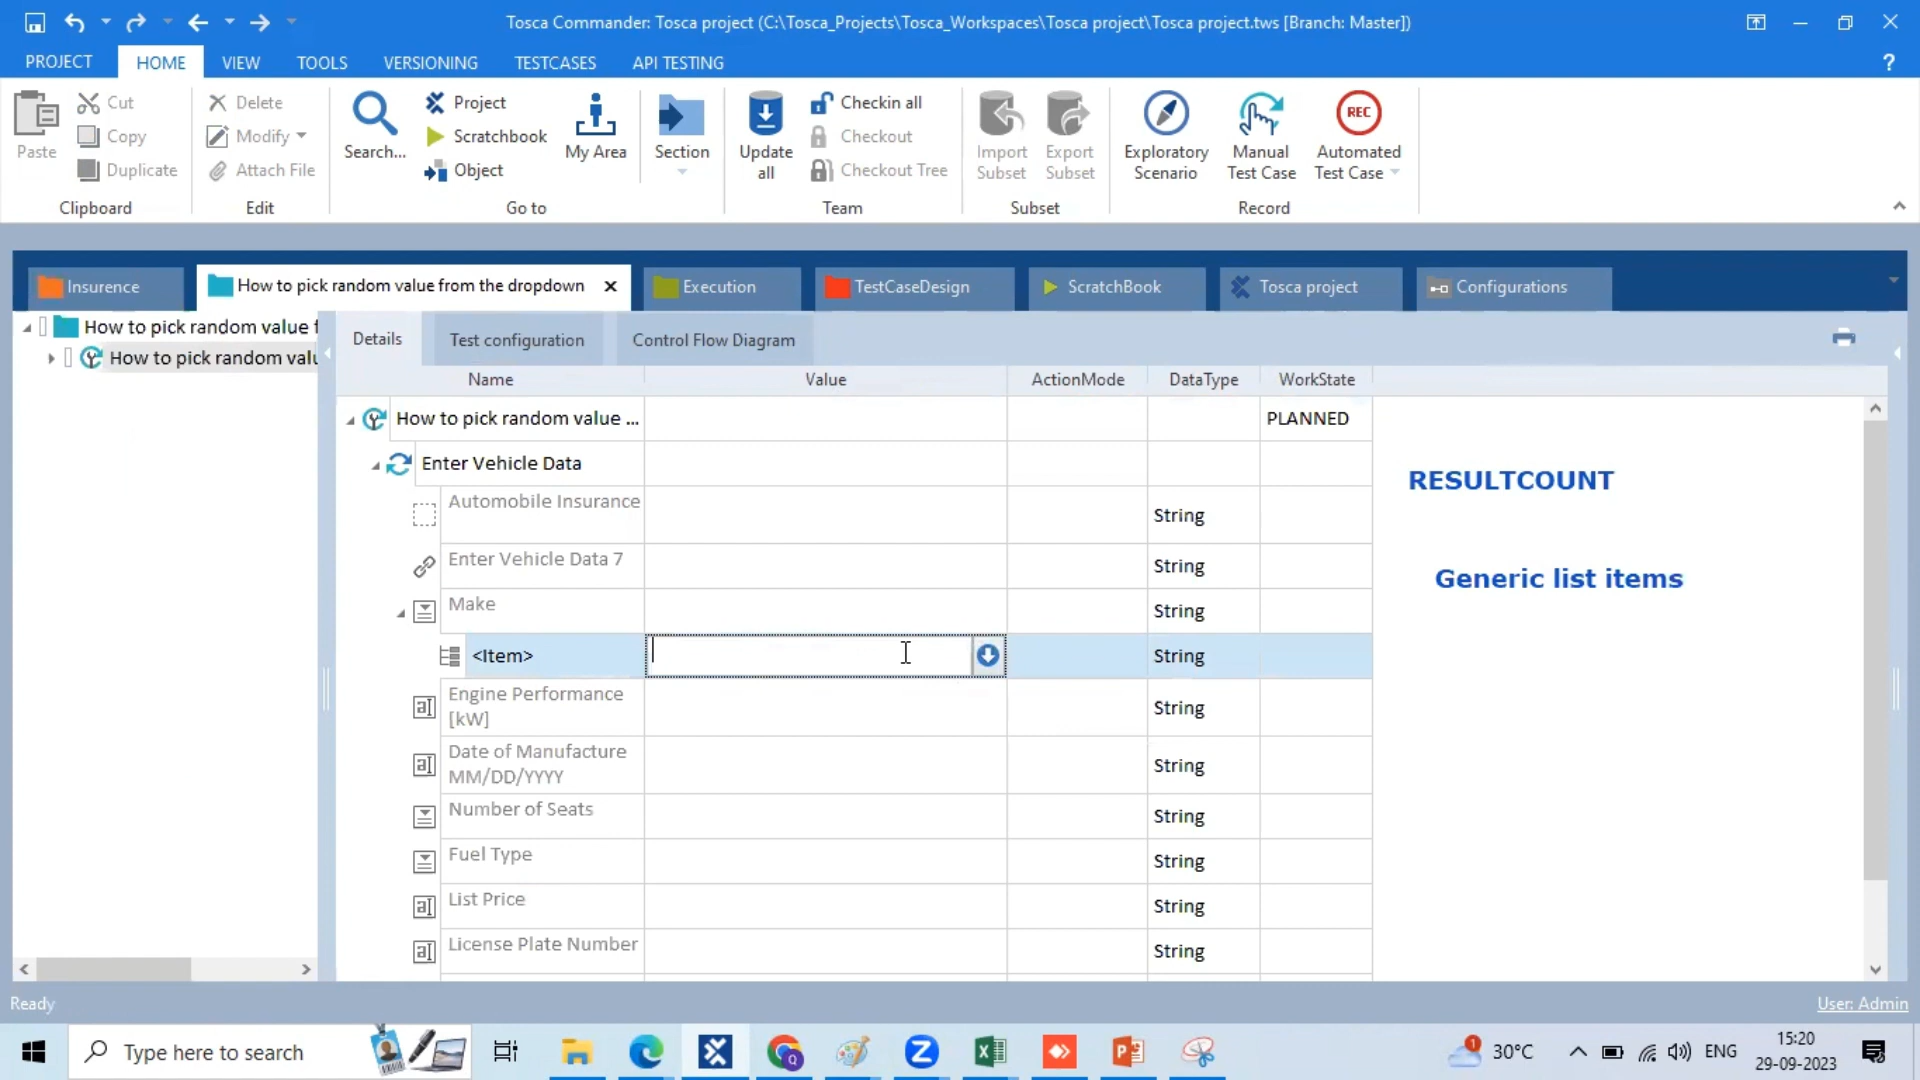 Tosca Commander: Tosca project (C:\Tosca_Projects\Tosca_Workspaces\Tosca project\Tosca project.tws [Branch: Master])
PROJECT HOME VIEW TOOLS VERSIONING TESTCASES API TESTING ?
Paste Cut Copy Duplicate
Clipboard
Delete Modify Attach File
Edit
Search... Project Scratchbook Object My Area Section
Go to
Update all Checkin all Checkout Checkout Tree
Team
Import Subset Export Subset
Subset
Exploratory Scenario Manual Test Case REC Automated Test Case
Record
Insurence How to pick random value from the dropdown Execution TestCaseDesign ScratchBook Tosca project Configurations
How to pick random value f
How to pick random valu
Details Test configuration Control Flow Diagram
Name Value ActionMode DataType WorkState
How to pick random value ... PLANNED
Enter Vehicle Data
Automobile Insurance String
Enter Vehicle Data 7 String
Make String
<Item> String
Engine Performance [kW] String
Date of Manufacture MM/DD/YYYY String
Number of Seats String
Fuel Type String
List Price String
License Plate Number String
RESULTCOUNT
Generic list items
Ready
User: Admin
Type here to search
1
30°C
ENG
15:20
29-09-2023